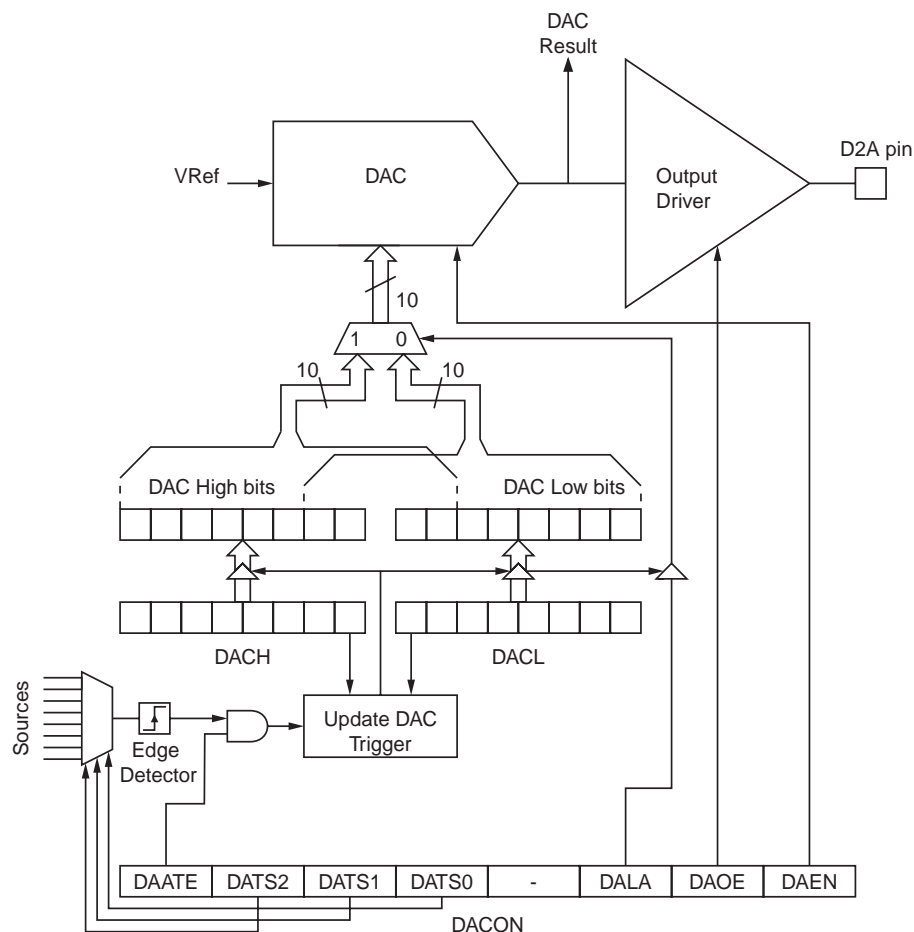 DAC
Result
D2A pin
VRef
DAC
Output
Driver
10
1 0
10
10
DAC High bits
DAC Low bits
DACH
DACL
Sources
Edge
Detector
Update DAC
Trigger
DAATE DATS2 DATS1 DATS0 - DALA DAOE DAEN
DACON